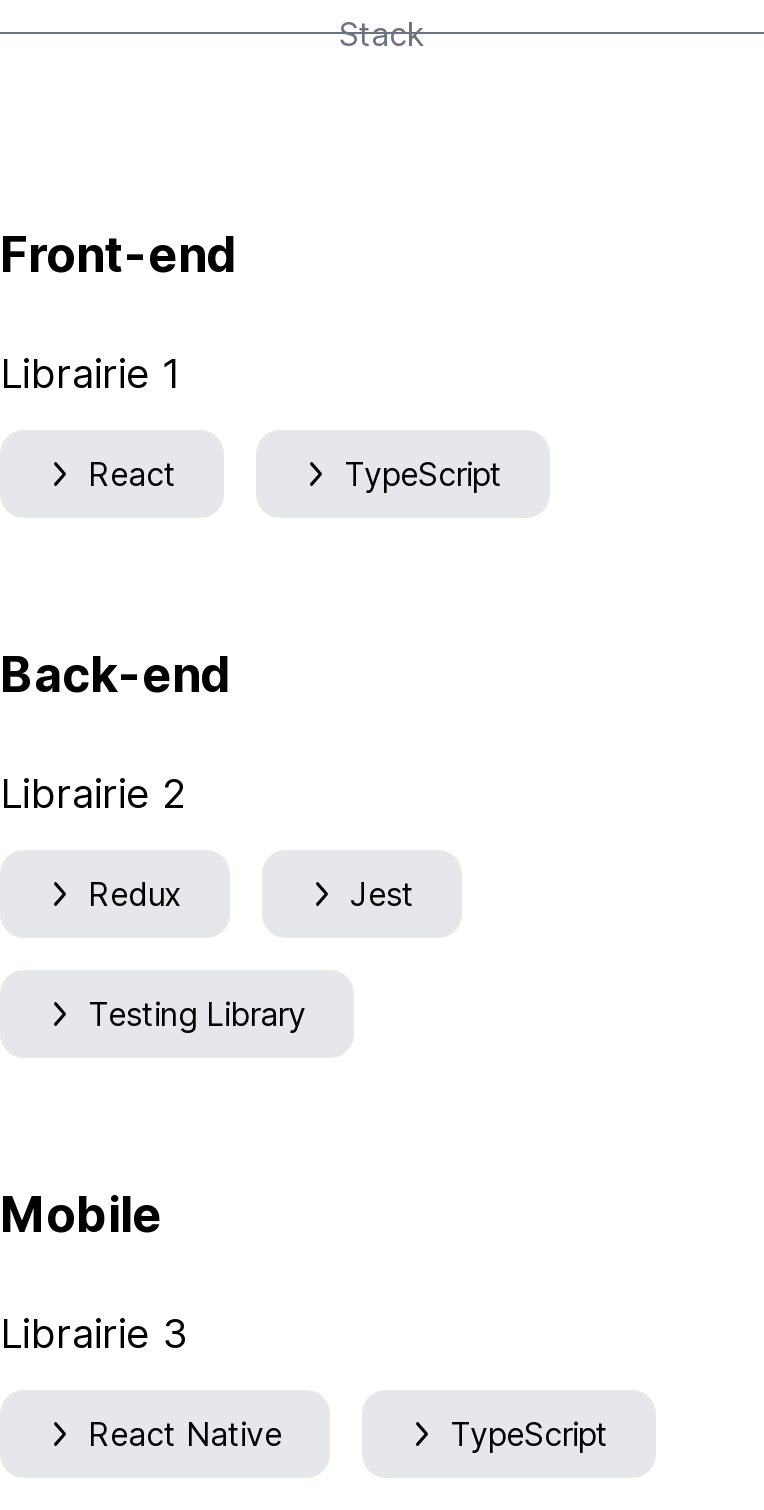 Stack
Front-end
Librairie 1
React TypeScript
Back-end
Librairie 2
Redux Jest
Testing Library
Mobile
Librairie 3
React Native TypeScript